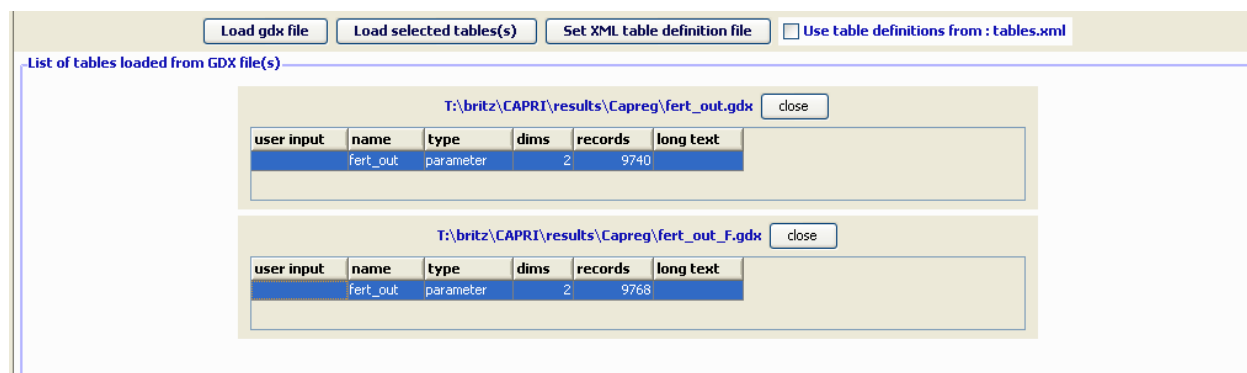 Load gdx file Load selected tables(s) Set XML table definition file Use table definitions from : tables.xml
List of tables loaded from GDX file(s)
T:\britz\CAPRI\results\Capreg\fert_out.gdx close
user input name type dims records long text
fert_out parameter 2 9740
T:\britz\CAPRI\results\Capreg\fert_out_F.gdx close
user input name type dims records long text
fert_out parameter 2 9768